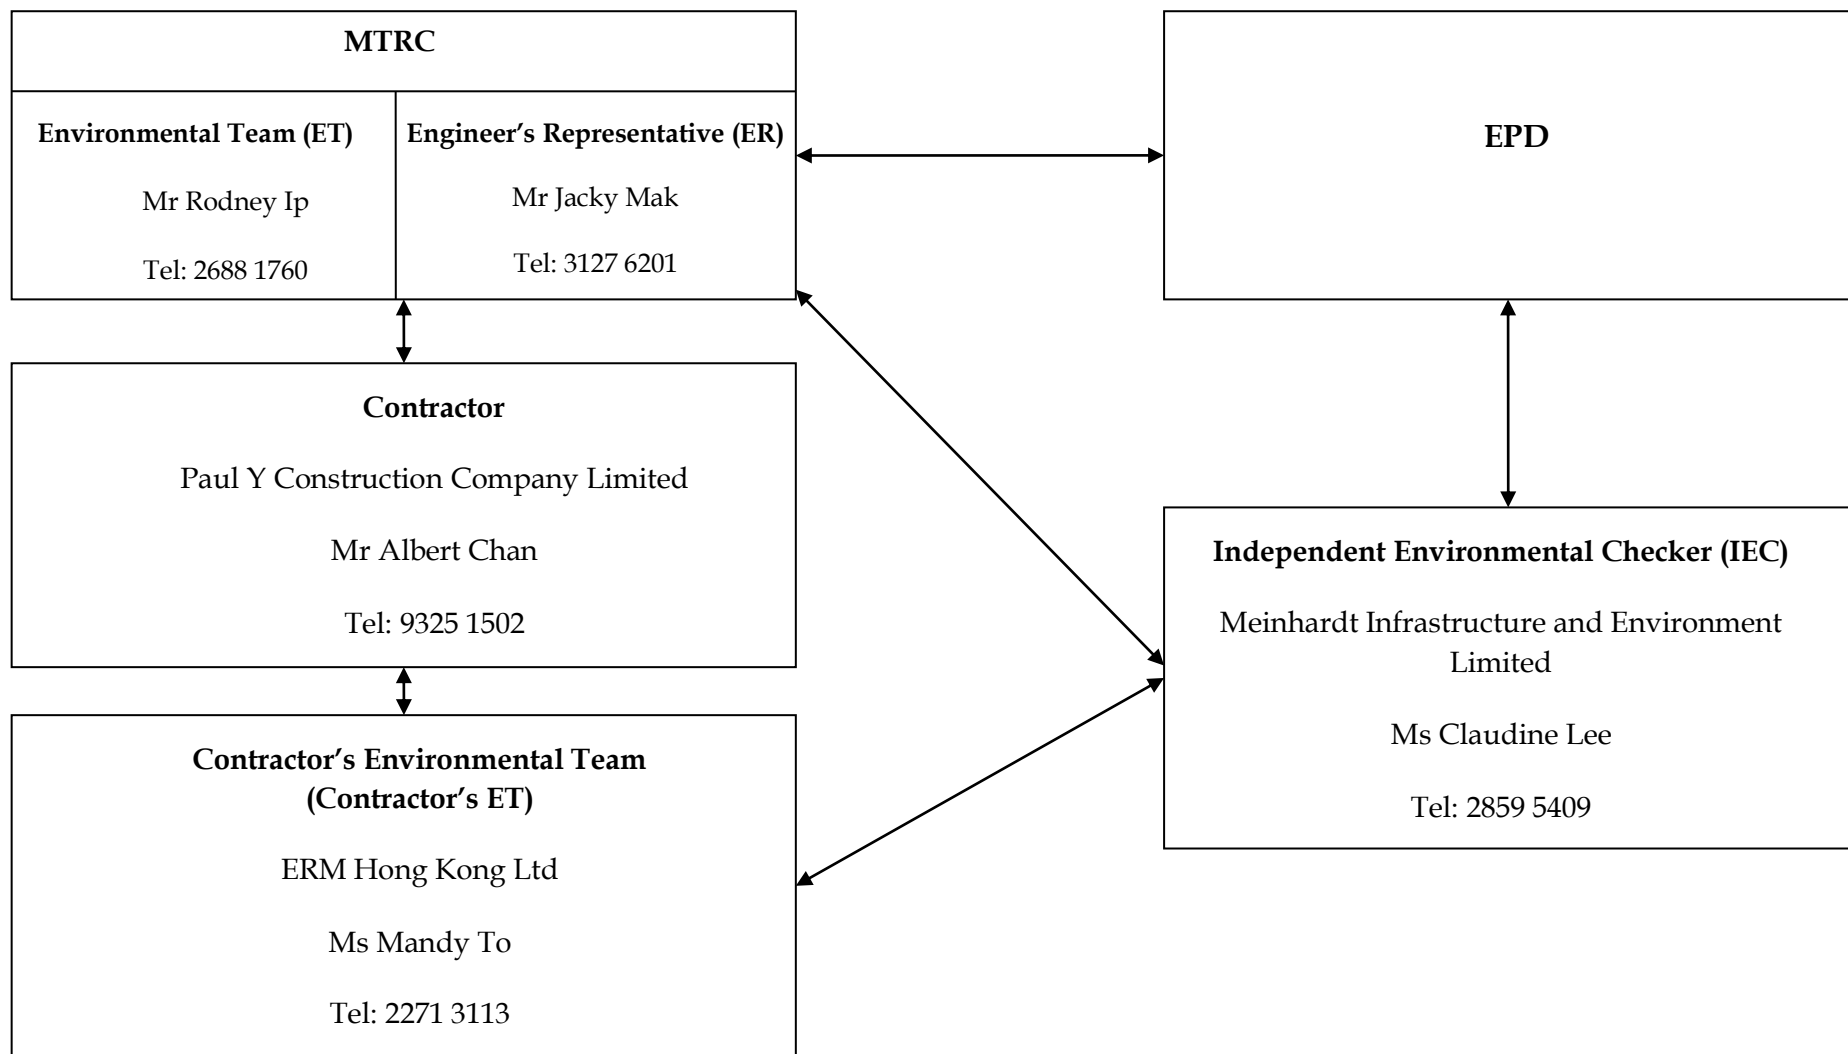 MTRC
Environmental Team (ET)
Mr Rodney Ip
Tel: 2688 1760
Engineer’s Representative (ER)
Mr Jacky Mak
Tel: 3127 6201
EPD
Contractor
Paul Y Construction Company Limited
Mr Albert Chan
Tel: 9325 1502
Independent Environmental Checker (IEC)
Meinhardt Infrastructure and Environment
Limited
Ms Claudine Lee
Tel: 2859 5409
Contractor’s Environmental Team
(Contractor’s ET)
ERM Hong Kong Ltd
Ms Mandy To
Tel: 2271 3113